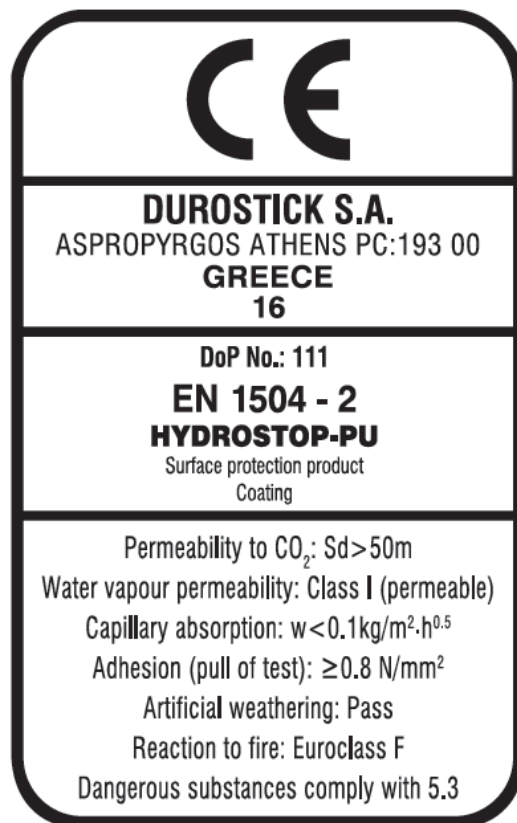 CE
DUROSTICK S.A.
ASPROPYRGOS ATHENS PC:193 00
GREECE
16
DoP No.: 111
EN 1504 - 2
HYDROSTOP-PU
Surface protection product
Coating
Permeability to CO₂: Sd>50m
Water vapour permeability: Class I (permeable)
Capillary absorption: w<0.1kg/m²·h⁰·⁵
Adhesion (pull of test): ≥0.8 N/mm²
Artificial weathering: Pass
Reaction to fire: Euroclass F
Dangerous substances comply with 5.3